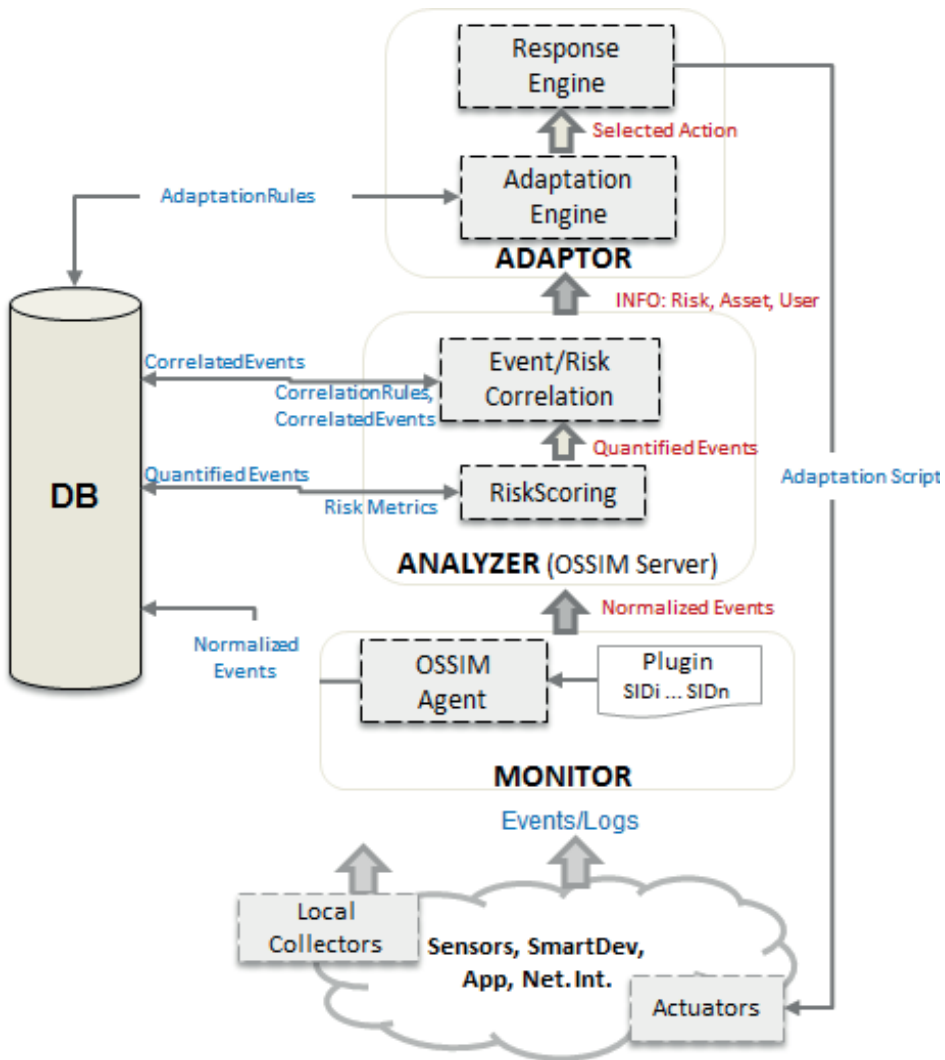 Response
Engine
Selected Action
AdaptationRules
Adaptation
Engine
ADAPTOR
INFO: Risk, Asset, User
CorrelatedEvents
Event/Risk
Correlation
CorrelationRules,
CorrelatedEvents
Quantified Events
Quantified Events
DB
RiskScoring
Risk Metrics
Adaptation Script
ANALYZER (OSSIM Server)
Normalized Events
Normalized
Events
OSSIM
Agent
Plugin
SIDi ... SIDn
MONITOR
Events/Logs
Local
Collectors
Sensors, SmartDev,
App, Net.Int.
Actuators